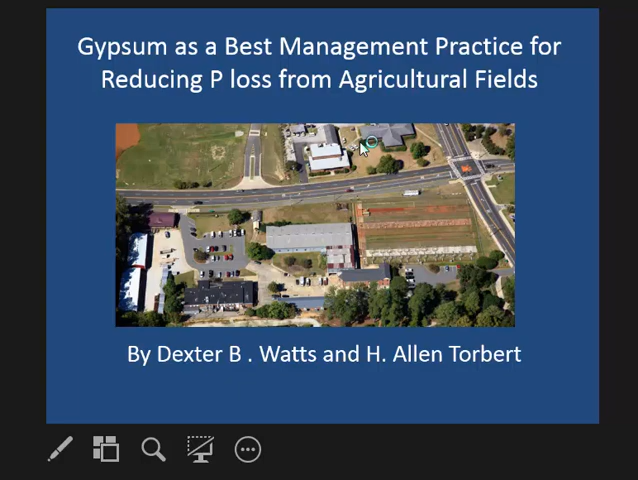 Gypsum as a Best Management Practice for
Reducing P loss from Agricultural Fields
By Dexter B . Watts and H. Allen Torbert